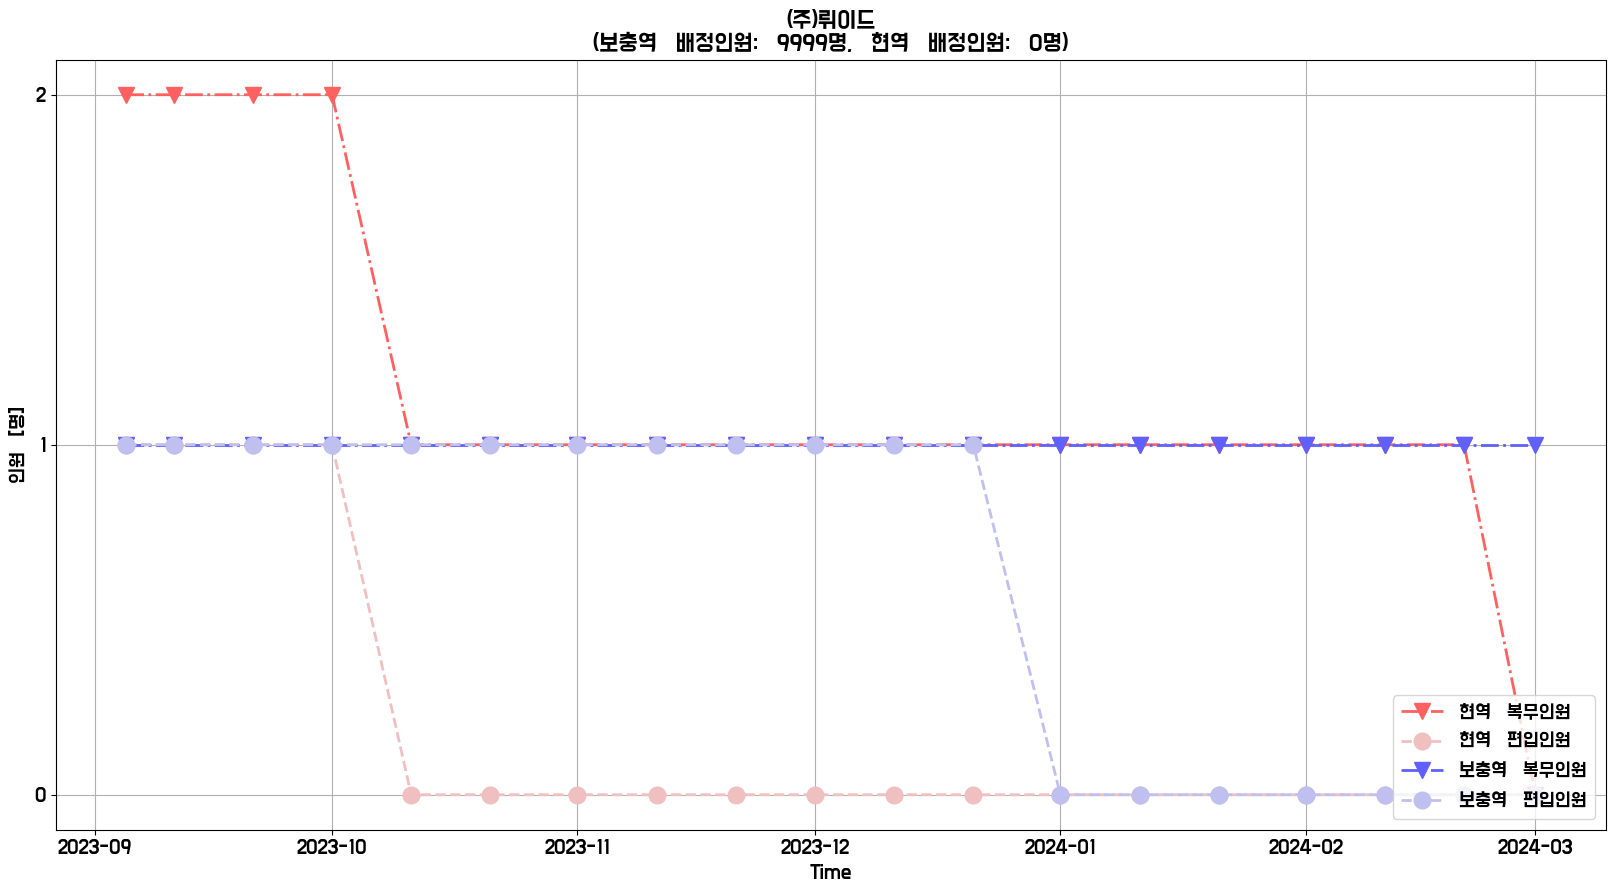 (주)뤼이드
(보충역 배정인원: 9999명, 현역 배정인원: 0명)
2
1
0
인원 [명]
2023-09 2023-10 2023-11 2023-12 2024-01 2024-02 2024-03
Time
현역 복무인원
현역 편입인원
보충역 복무인원
보충역 편입인원